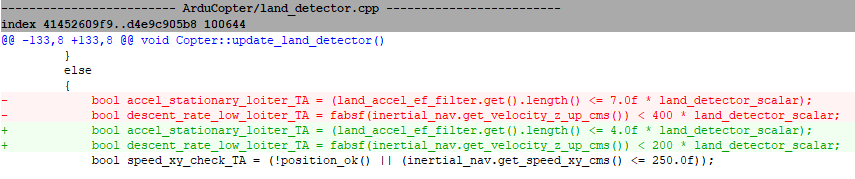 ------------------------- ArduCopter/land_detector.cpp -------------------------
index 41452609f9..d4e9c905b8 100644
@@ -133,8 +133,8 @@ void Copter::update_land_detector()
        }
        else
        {
-            bool accel_stationary_loiter_TA = (land_accel_ef_filter.get().length() <= 7.0f * land_detector_scalar);
-            bool descent_rate_low_loiter_TA = fabsf(inertial_nav.get_velocity_z_up_cms()) < 400 * land_detector_scalar;
+            bool accel_stationary_loiter_TA = (land_accel_ef_filter.get().length() <= 4.0f * land_detector_scalar);
+            bool descent_rate_low_loiter_TA = fabsf(inertial_nav.get_velocity_z_up_cms()) < 200 * land_detector_scalar;
            bool speed_xy_check_TA = (!position_ok() || (inertial_nav.get_speed_xy_cms() <= 250.0f));